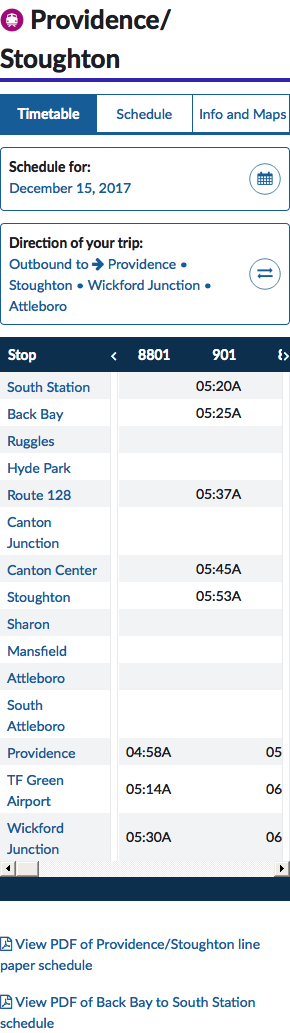 Providence/
Stoughton
Timetable Schedule Info and Maps
Schedule for:
December 15, 2017
Direction of your trip:
Outbound to → Providence •
Stoughton • Wickford Junction •
Attleboro
Stop < 8801 901 >
South Station 05:20A
Back Bay 05:25A
Ruggles
Hyde Park
Route 128 05:37A
Canton
Junction
Canton Center 05:45A
Stoughton 05:53A
Sharon
Mansfield
Attleboro
South
Attleboro
Providence 04:58A 05
TF Green
Airport 05:14A 06
Wickford
Junction 05:30A 06
View PDF of Providence/Stoughton line
paper schedule
View PDF of Back Bay to South Station
schedule